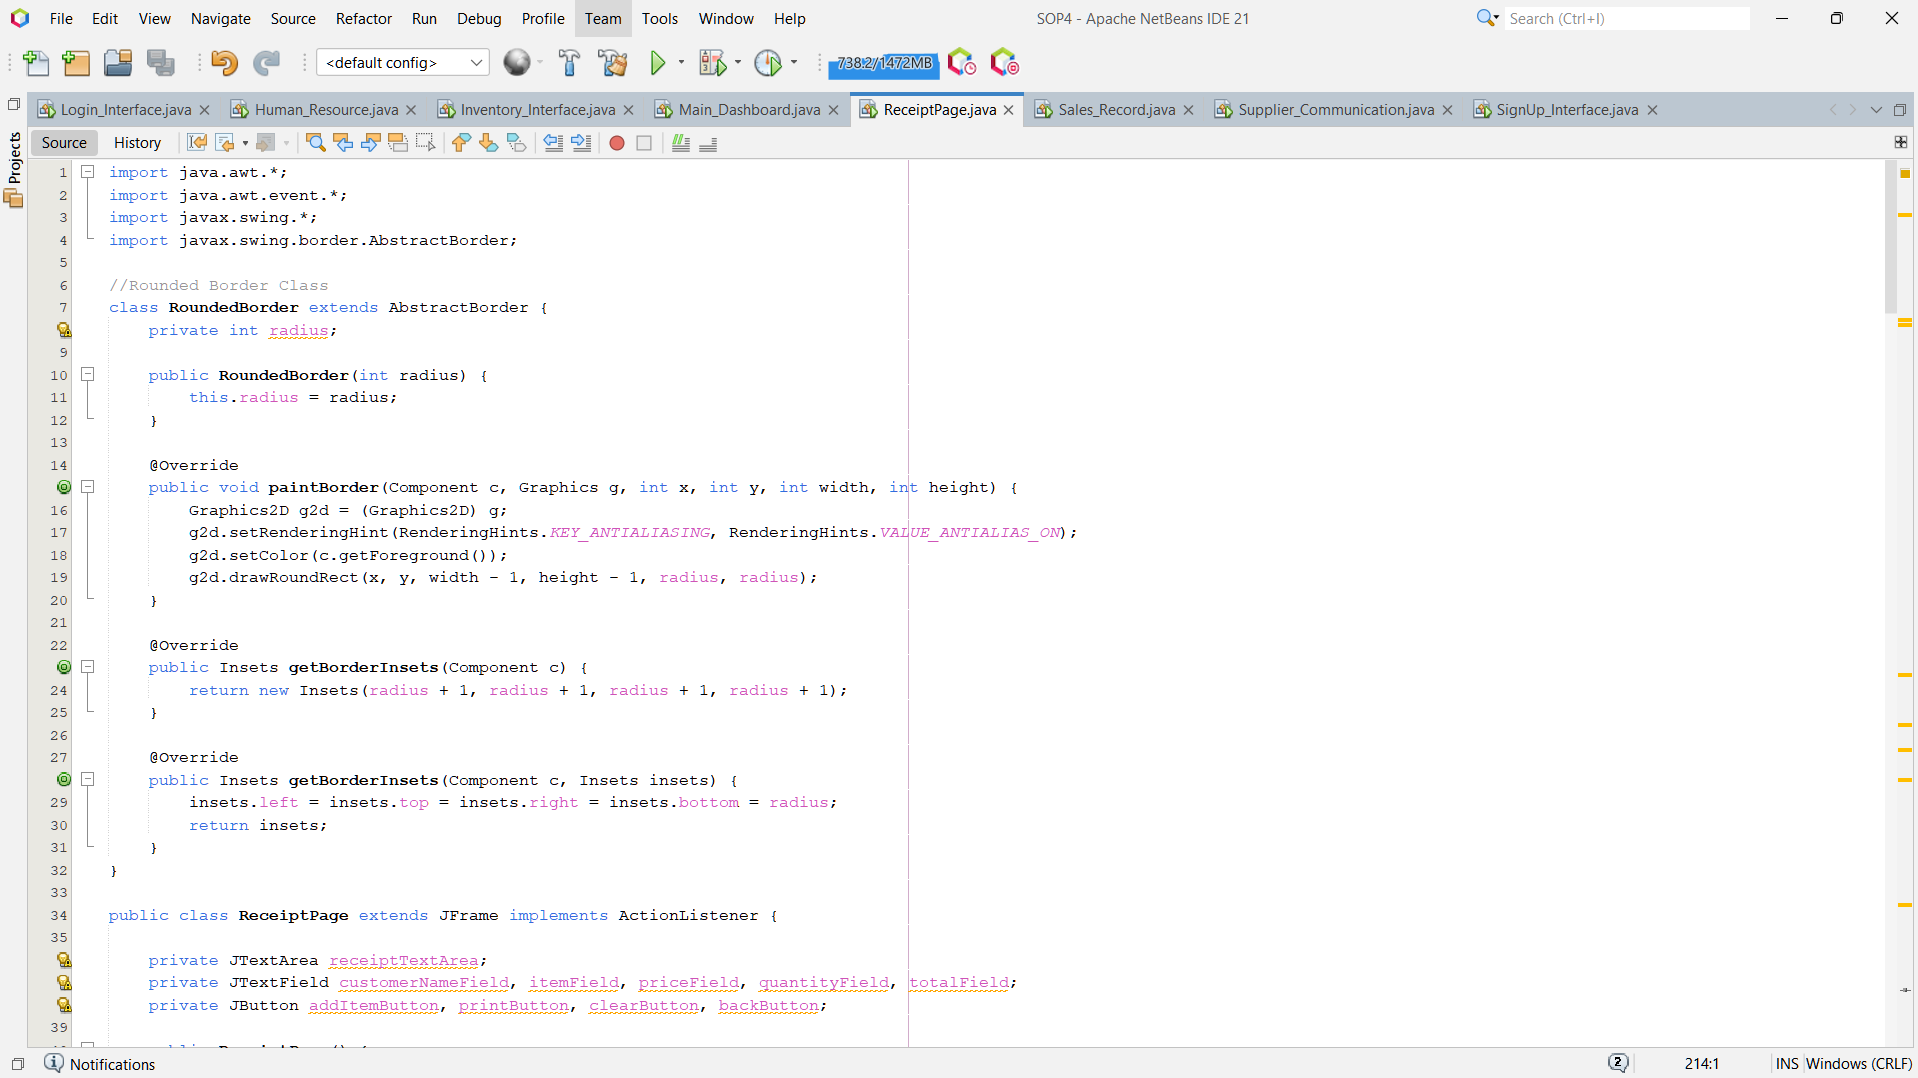 File Edit View Navigate Source Refactor Run Debug Profile Team Tools Window Help
SOP4 - Apache NetBeans IDE 21
Search (Ctrl+I)
<default config>
738.2/1472MB
Login_Interface.java Human_Resource.java Inventory_Interface.java Main_Dashboard.java ReceiptPage.java Sales_Record.java Supplier_Communication.java SignUp_Interface.java
Projects
Source History
1 import java.awt.*;
2 import java.awt.event.*;
3 import javax.swing.*;
4 import javax.swing.border.AbstractBorder;
5
6 //Rounded Border Class
7 class RoundedBorder extends AbstractBorder {
private int radius;
9
10 public RoundedBorder(int radius) {
11 this.radius = radius;
12 }
13
14 @Override
public void paintBorder(Component c, Graphics g, int x, int y, int width, int height) {
16 Graphics2D g2d = (Graphics2D) g;
17 g2d.setRenderingHint(RenderingHints.KEY_ANTIALIASING, RenderingHints.VALUE_ANTIALIAS_ON);
18 g2d.setColor(c.getForeground());
19 g2d.drawRoundRect(x, y, width - 1, height - 1, radius, radius);
20 }
21
22 @Override
public Insets getBorderInsets(Component c) {
24 return new Insets(radius + 1, radius + 1, radius + 1, radius + 1);
25 }
26
27 @Override
public Insets getBorderInsets(Component c, Insets insets) {
29 insets.left = insets.top = insets.right = insets.bottom = radius;
30 return insets;
31 }
32 }
33
34 public class ReceiptPage extends JFrame implements ActionListener {
35
private JTextArea receiptTextArea;
private JTextField customerNameField, itemField, priceField, quantityField, totalField;
private JButton addItemButton, printButton, clearButton, backButton;
39
Notifications
2
214:1
INS
Windows (CRLF)